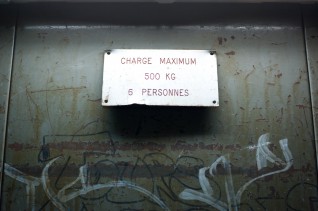 CHARGE MAXIMUM
500 KG
6 PERSONNES